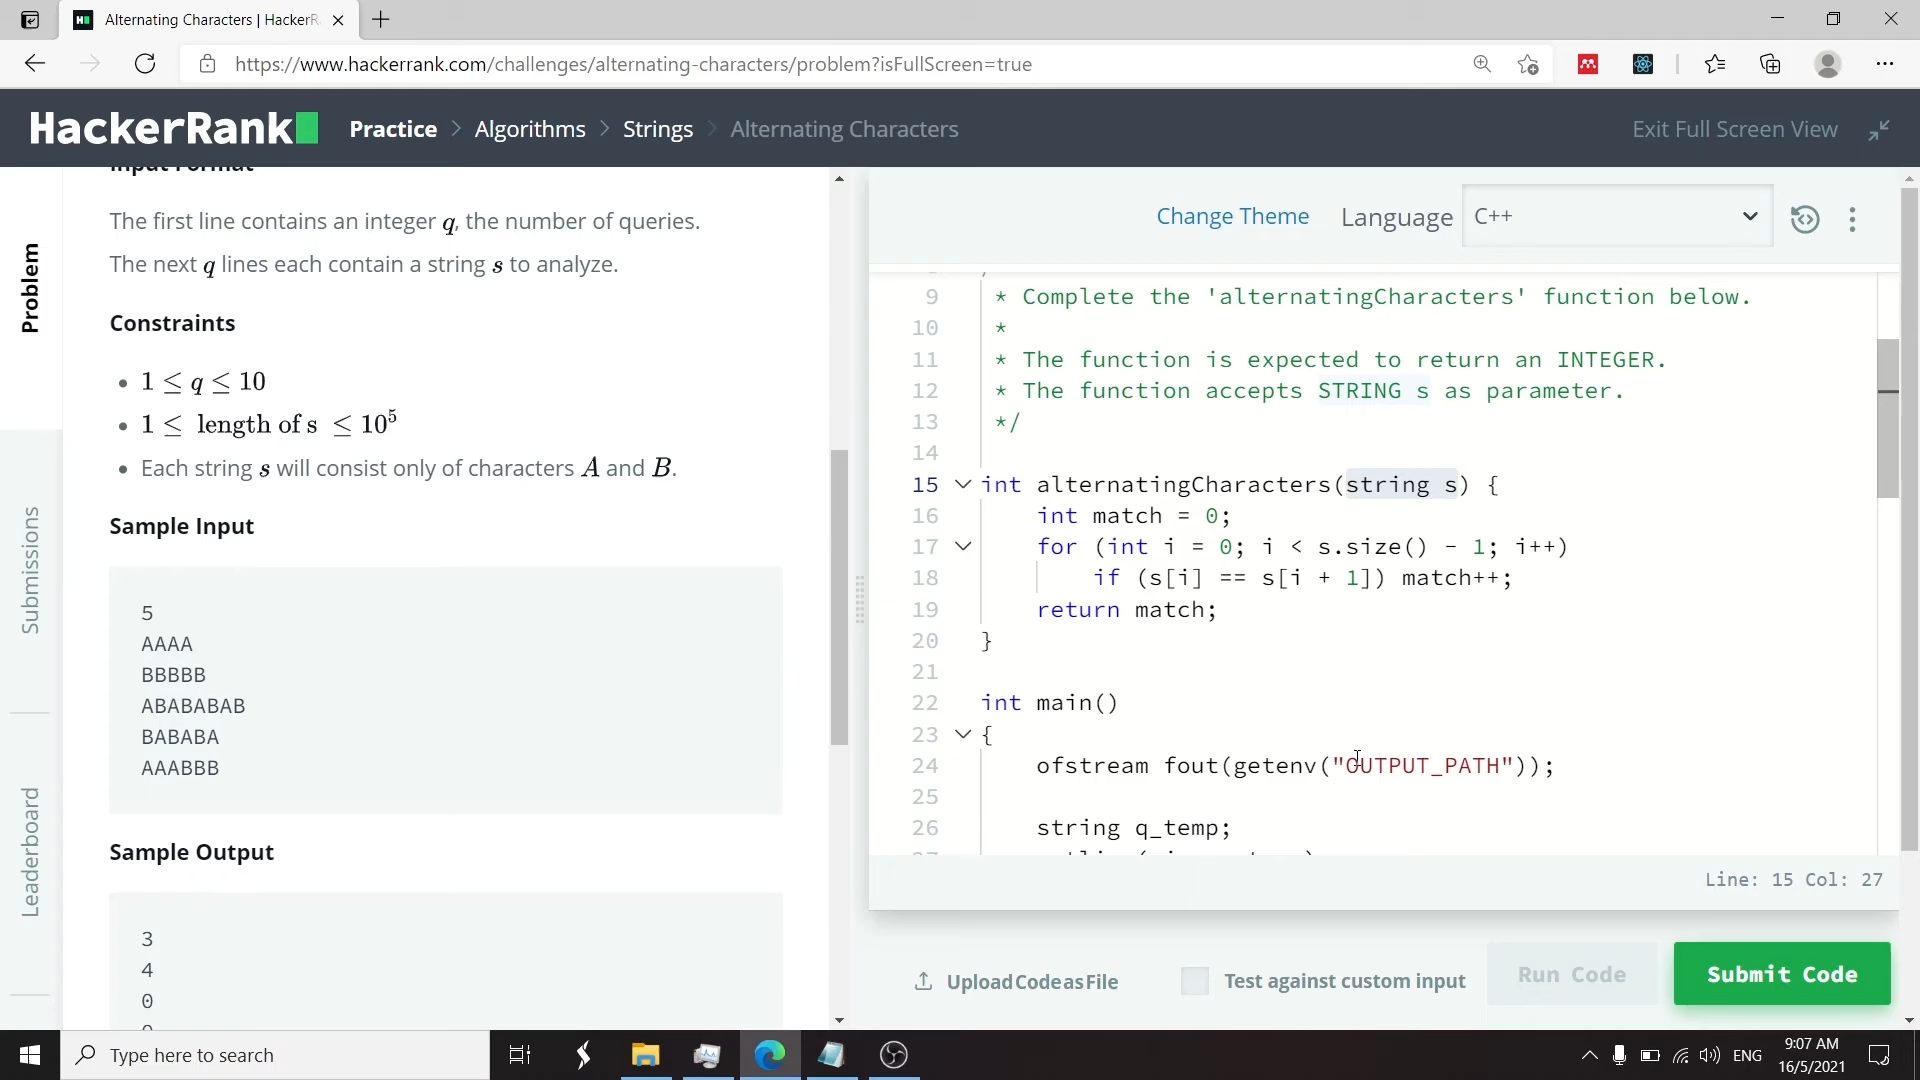 Alternating Characters | HackerR
https://www.hackerrank.com/challenges/alternating-characters/problem?isFullScreen=true
HackerRank
Practice > Algorithms > Strings > Alternating Characters
Exit Full Screen View
Problem
Submissions
Leaderboard
Input Format
The first line contains an integer q, the number of queries.
The next q lines each contain a string s to analyze.
Constraints
• 1 ≤ q ≤ 10
• 1 ≤ length of s ≤ 10^5
• Each string s will consist only of characters A and B.
Sample Input
5
AAAA
BBBBB
ABABABAB
BABABA
AAABBB
Sample Output
3
4
0
Change Theme
Language
C++
9 * Complete the 'alternatingCharacters' function below.
10 *
11 * The function is expected to return an INTEGER.
12 * The function accepts STRING s as parameter.
13 */
14
15 int alternatingCharacters(string s) {
16 int match = 0;
17 for (int i = 0; i < s.size() - 1; i++)
18 if (s[i] == s[i + 1]) match++;
19 return match;
20 }
21
22 int main()
23 {
24 ofstream fout(getenv("OUTPUT_PATH"));
25
26 string q_temp;
Line: 15 Col: 27
Upload Code as File
Test against custom input
Run Code
Submit Code
Type here to search
ENG
9:07 AM
16/5/2021